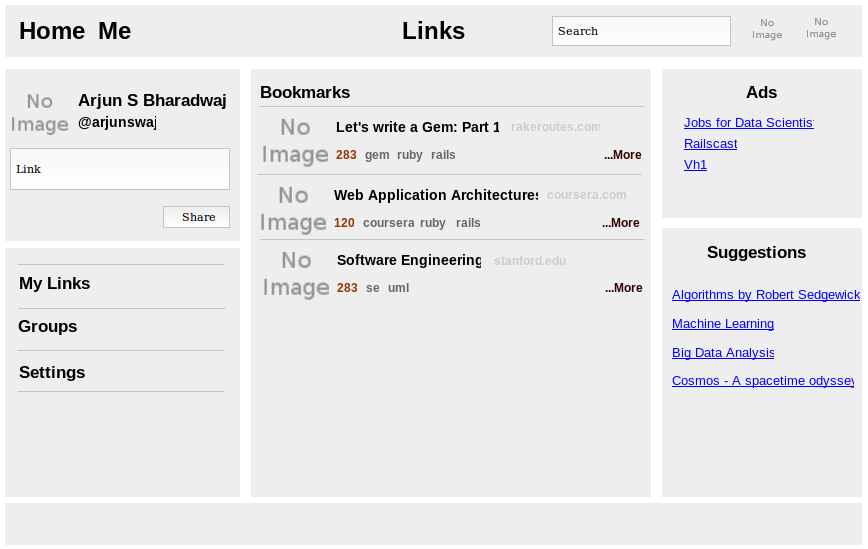 Home Me Links Search No Image No Image
No Image
Arjun S Bharadwaj
@arjunswaj
Link
Share
My Links
Groups
Settings
Bookmarks
No Image
Let's write a Gem: Part 1 rakeroutes.com
283 gem ruby rails ...More
No Image
Web Application Architectures coursera.com
120 coursera ruby rails ...More
No Image
Software Engineering stanford.edu
283 se uml ...More
Ads
Jobs for Data Scientist
Railscast
Vh1
Suggestions
Algorithms by Robert Sedgewick
Machine Learning
Big Data Analysis
Cosmos - A spacetime odyssey